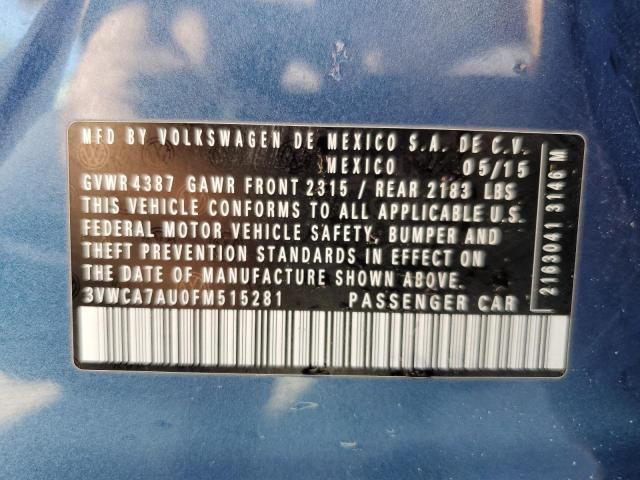 MFD BY VOLKSWAGEN DE MEXICO S.A. DE C.V.
MEXICO 05/15
GVWR 4387 GAWR FRONT 2315 / REAR 2183 LBS
THIS VEHICLE CONFORMS TO ALL APPLICABLE U.S.
FEDERAL MOTOR VEHICLE SAFETY, BUMPER AND
THEFT PREVENTION STANDARDS IN EFFECT ON
THE DATE OF MANUFACTURE SHOWN ABOVE.
3VWCA7AU0FM515281 PASSENGER CAR
2163041 3146 M